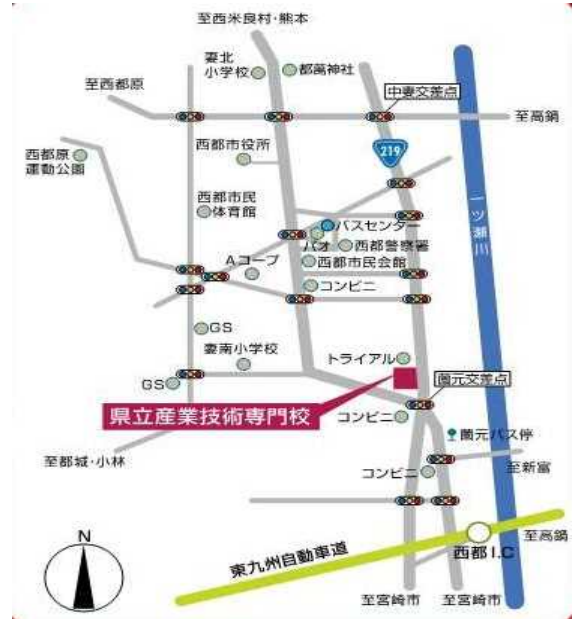 至西米良村・熊本
妻北
小学校
都萬神社
至西都原
中妻交差点
至高鍋
219
西都市役所
西都原
運動公園
西都市民
体育館
一ツ瀬川
バスセンター
パオ
西都警察署
Aコープ
西都市民会館
コンビニ
GS
トライアル
妻南小学校
GS
薗元交差点
県立産業技術専門校
コンビニ
薗元バス停
至都城・小林
コンビニ
至新富
N
東九州自動車道
西都I.C
至高鍋
至宮崎市
至宮崎市